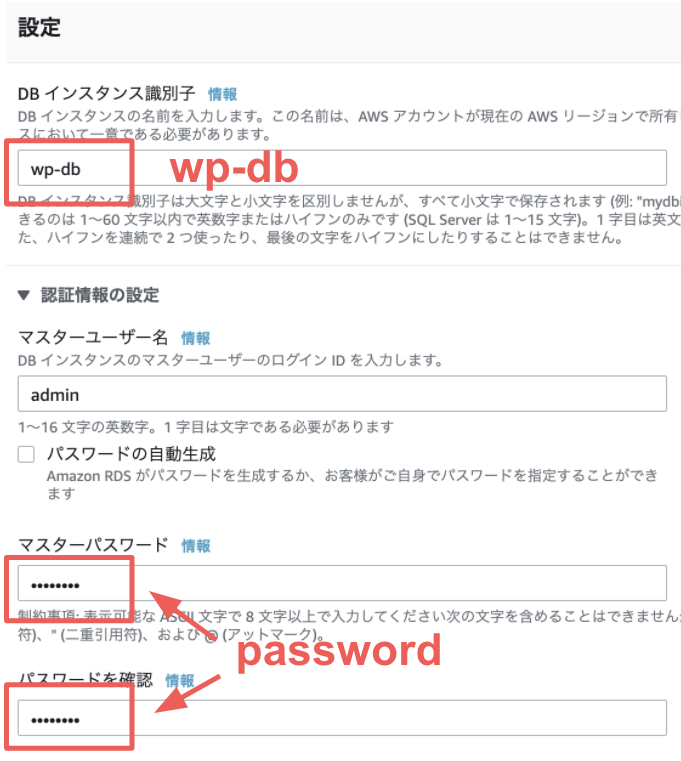 設定
DB インスタンス識別子 情報
DB インスタンスの名前を入力します。この名前は、AWS アカウントが現在の AWS リージョンで所有し
スにおいて一意である必要があります。
wp-db
wp-db
DB インスタンス識別子は大文字と小文字を区別しませんが、すべて小文字で保存されます (例: "mydbi
きるのは 1～60 文字以内で英数字またはハイフンのみです (SQL Server は 1～15 文字)。1 字目は英文
た、ハイフンを連続で 2 つ使ったり、最後の文字をハイフンにしたりすることはできません。
▼ 認証情報の設定
マスターユーザー名 情報
DB インスタンスのマスターユーザーのログイン ID を入力します。
admin
1～16 文字の英数字。1 字目は文字である必要があります
パスワードの自動生成
Amazon RDS がパスワードを生成するか、お客様がご自身でパスワードを指定することができ
ます
マスターパスワード 情報
••••••••
制約事項: 表示可能な ASCII 文字で 8 文字以上で入力してください次の文字を含めることはできません
符)、" (二重引用符)、および @ (アットマーク)。
password
パスワードを確認 情報
••••••••